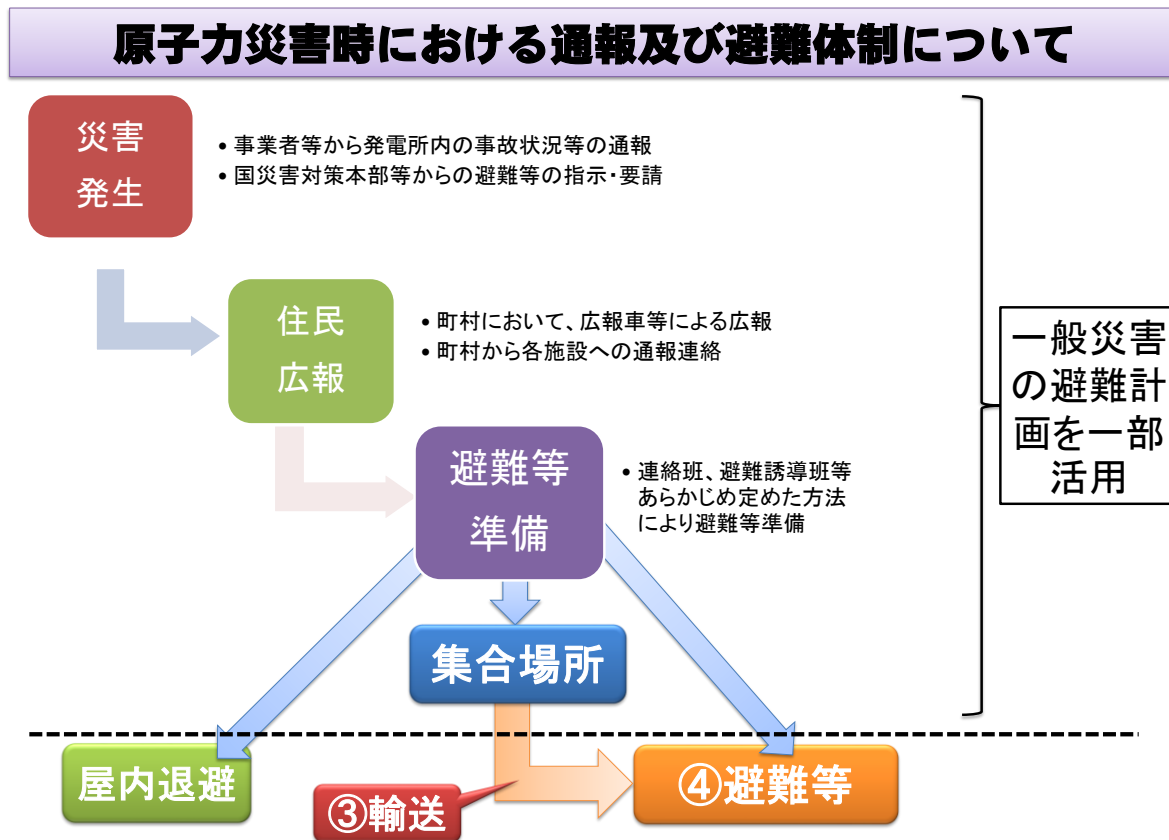 原子力災害時における通報及び避難体制について
災害
発生
• 事業者等から発電所内の事故状況等の通報
• 国災害対策本部等からの避難等の指示・要請
住民
広報
• 町村において、広報車等による広報
• 町村から各施設への通報連絡
避難等
準備
• 連絡班、避難誘導班等
あらかじめ定めた方法
により避難等準備
一般災害
の避難計
画を一部
活用
集合場所
屋内退避
③輸送
④避難等